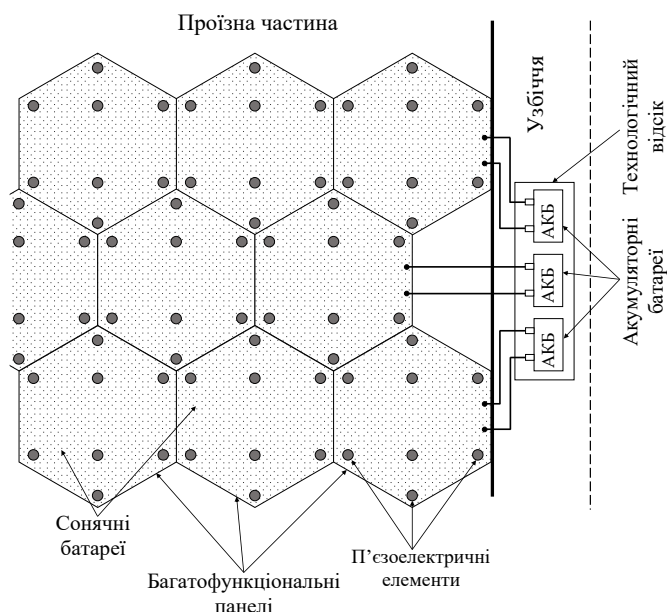 Проїзна частина
Узбіччя
Технологічний
відсік
АКБ
АКБ
АКБ
Акумуляторні
батареї
Сонячні
батареї
Багатофункціональні
панелі
П’єзоелектричні
елементи